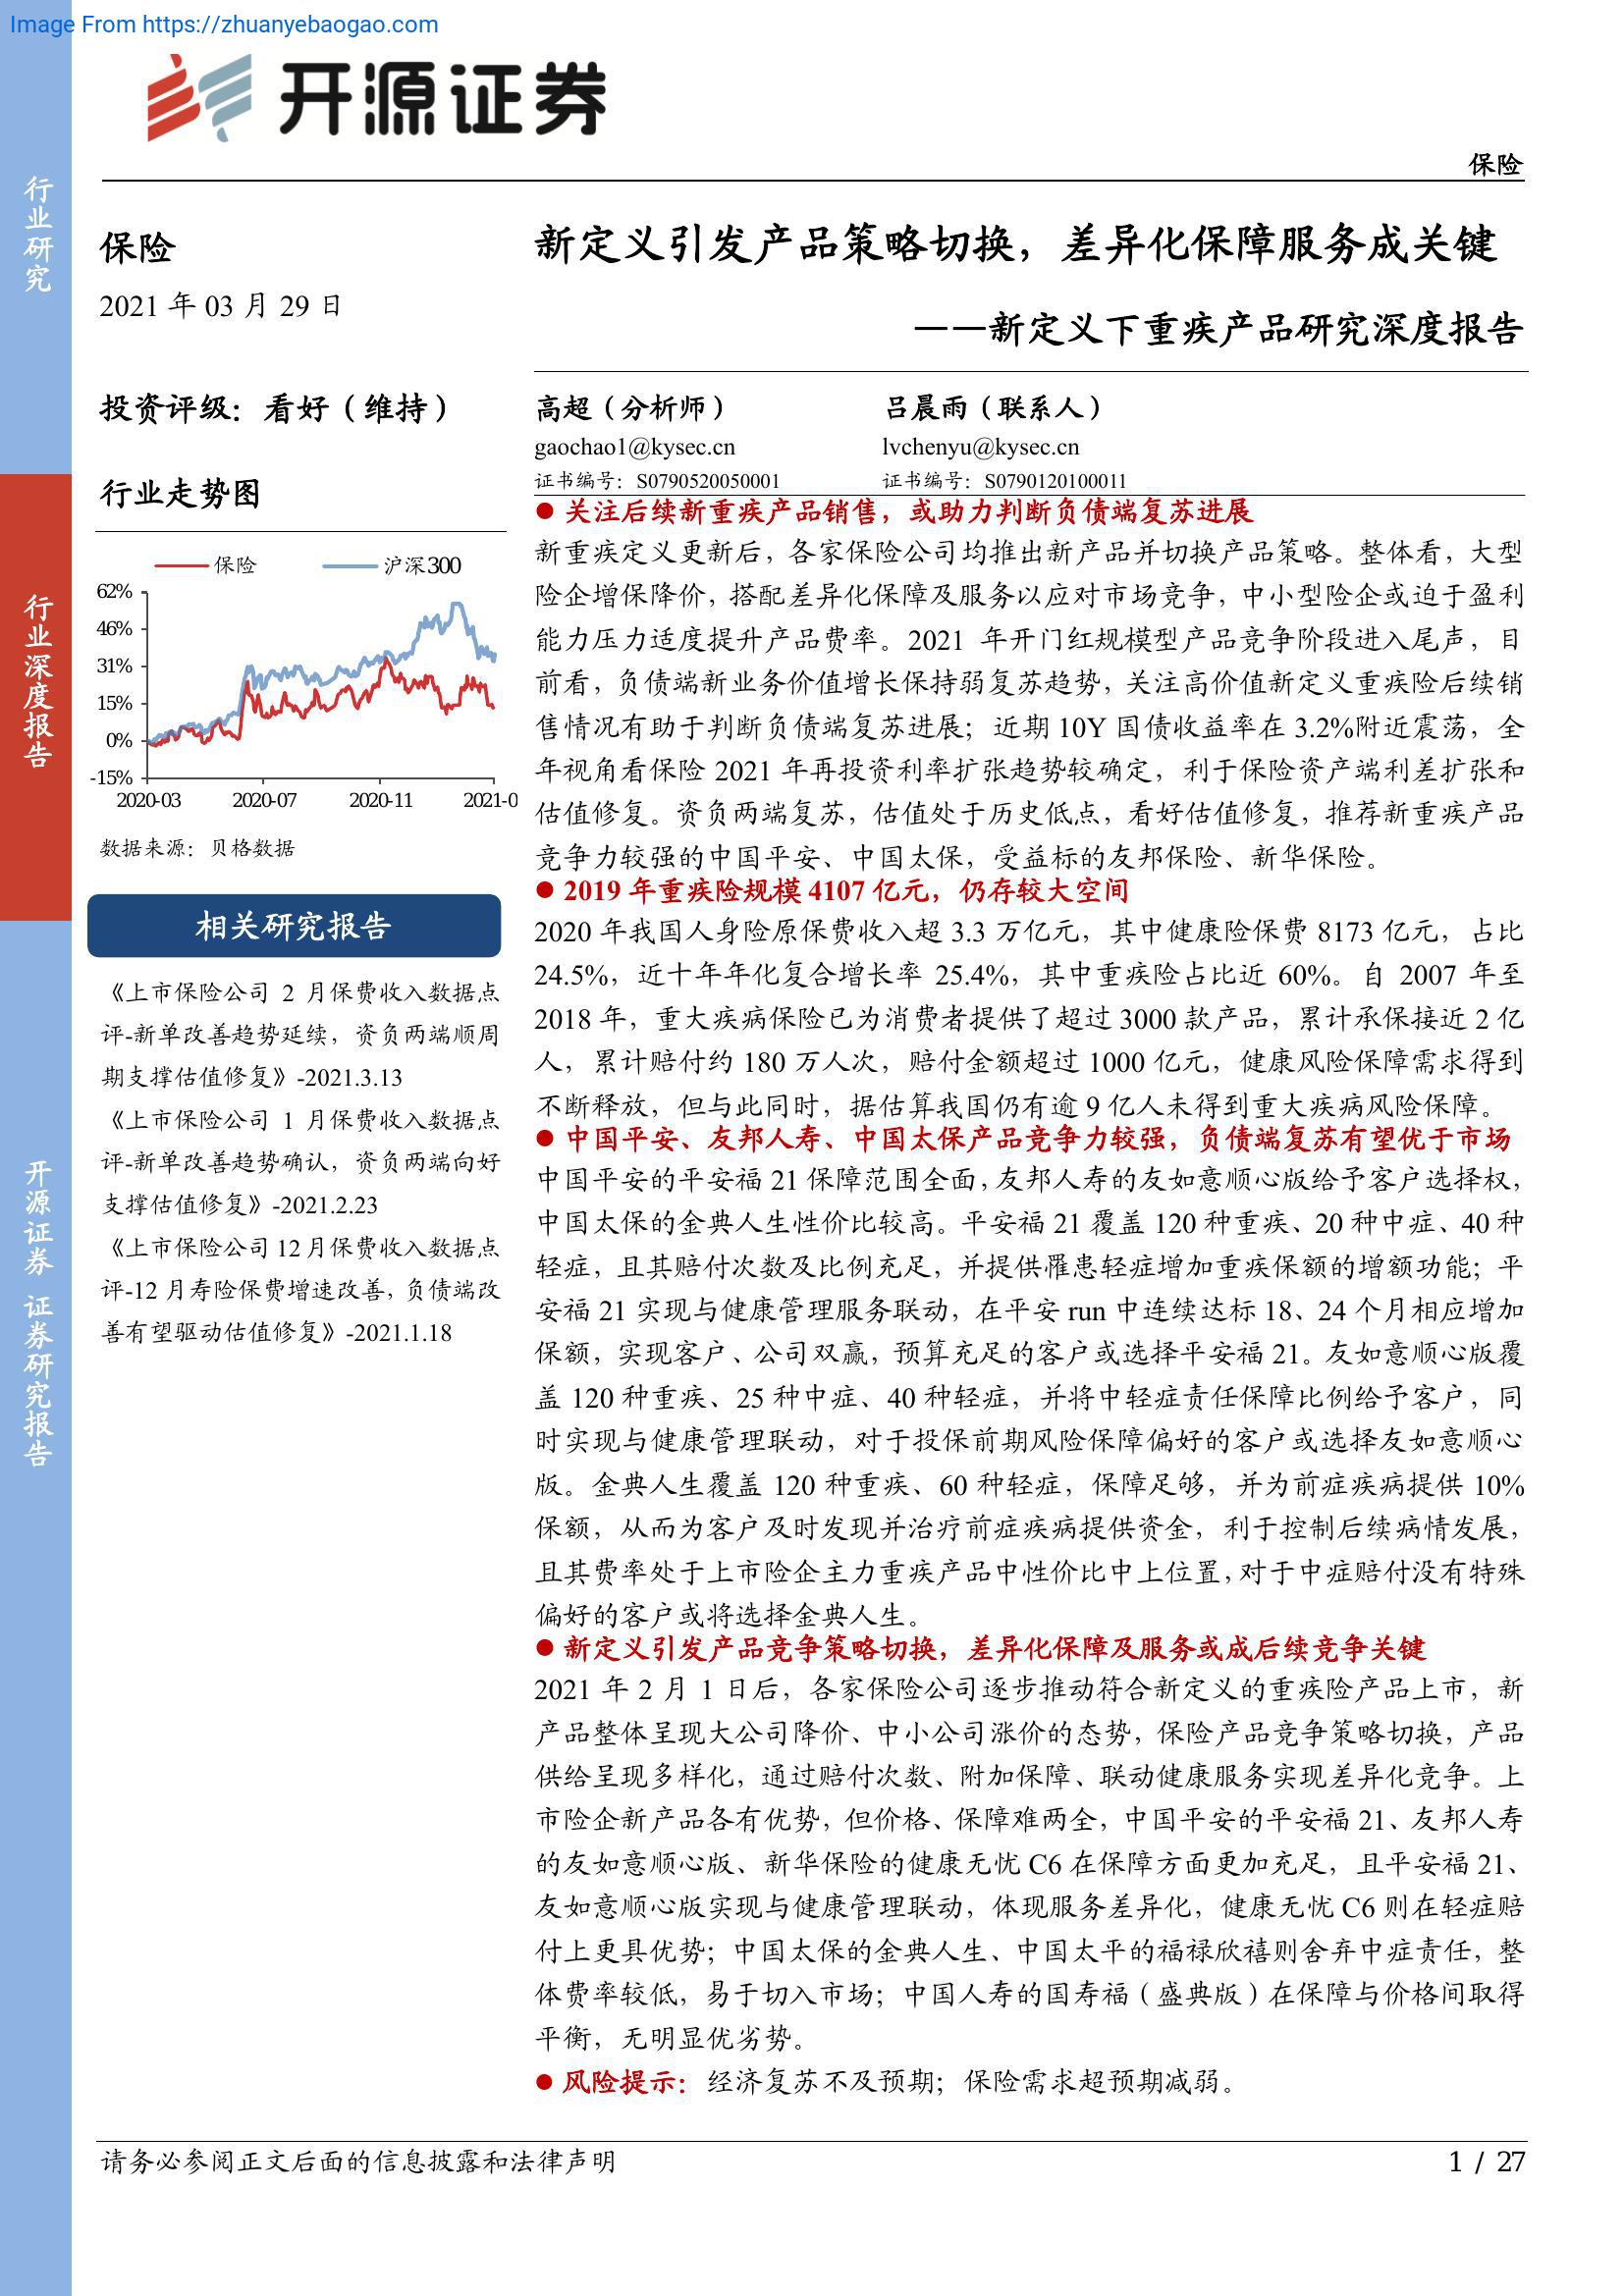 Image From https://zhuanyebaogao.com
开源证券
保险
行业研究
行业深度报告
开源证券 证券研究报告
保险
2021 年 03 月 29 日
投资评级：看好（维持）
行业走势图
保险 沪深300
62%
46%
31%
15%
0%
-15%
2020-03 2020-07 2020-11 2021-0
数据来源：贝格数据
相关研究报告
《上市保险公司 2 月保费收入数据点
评-新单改善趋势延续，资负两端顺周
期支撑估值修复》-2021.3.13
《上市保险公司 1 月保费收入数据点
评-新单改善趋势确认，资负两端向好
支撑估值修复》-2021.2.23
《上市保险公司 12 月保费收入数据点
评-12 月寿险保费增速改善，负债端改
善有望驱动估值修复》-2021.1.18
新定义引发产品策略切换，差异化保障服务成关键
——新定义下重疾产品研究深度报告
高超（分析师） 吕晨雨（联系人）
gaochao1@kysec.cn lvchenyu@kysec.cn
证书编号：S0790520050001 证书编号：S0790120100011
● 关注后续新重疾产品销售，或助力判断负债端复苏进展
新重疾定义更新后，各家保险公司均推出新产品并切换产品策略。整体看，大型
险企增保降价，搭配差异化保障及服务以应对市场竞争，中小型险企或迫于盈利
能力压力适度提升产品费率。2021 年开门红规模型产品竞争阶段进入尾声，目
前看，负债端新业务价值增长保持弱复苏趋势，关注高价值新定义重疾险后续销
售情况有助于判断负债端复苏进展；近期 10Y 国债收益率在 3.2%附近震荡，全
年视角看保险 2021 年再投资利率扩张趋势较确定，利于保险资产端利差扩张和
估值修复。资负两端复苏，估值处于历史低点，看好估值修复，推荐新重疾产品
竞争力较强的中国平安、中国太保，受益标的友邦保险、新华保险。
● 2019 年重疾险规模 4107 亿元，仍存较大空间
2020 年我国人身险原保费收入超 3.3 万亿元，其中健康险保费 8173 亿元，占比
24.5%，近十年年化复合增长率 25.4%，其中重疾险占比近 60%。自 2007 年至
2018 年，重大疾病保险已为消费者提供了超过 3000 款产品，累计承保接近 2 亿
人，累计赔付约 180 万人次，赔付金额超过 1000 亿元，健康风险保障需求得到
不断释放，但与此同时，据估算我国仍有逾 9 亿人未得到重大疾病风险保障。
● 中国平安、友邦人寿、中国太保产品竞争力较强，负债端复苏有望优于市场
中国平安的平安福 21 保障范围全面，友邦人寿的友如意顺心版给予客户选择权，
中国太保的金典人生性价比较高。平安福 21 覆盖 120 种重疾、20 种中症、40 种
轻症，且其赔付次数及比例充足，并提供罹患轻症增加重疾保额的增额功能；平
安福 21 实现与健康管理服务联动，在平安 run 中连续达标 18、24 个月相应增加
保额，实现客户、公司双赢，预算充足的客户或选择平安福 21。友如意顺心版覆
盖 120 种重疾、25 种中症、40 种轻症，并将中轻症责任保障比例给予客户，同
时实现与健康管理联动，对于投保前期风险保障偏好的客户或选择友如意顺心
版。金典人生覆盖 120 种重疾、60 种轻症，保障足够，并为前症疾病提供 10%
保额，从而为客户及时发现并治疗前症疾病提供资金，利于控制后续病情发展，
且其费率处于上市险企主力重疾产品中性价比中上位置，对于中症赔付没有特殊
偏好的客户或将选择金典人生。
● 新定义引发产品竞争策略切换，差异化保障及服务或成后续竞争关键
2021 年 2 月 1 日后，各家保险公司逐步推动符合新定义的重疾险产品上市，新
产品整体呈现大公司降价、中小公司涨价的态势，保险产品竞争策略切换，产品
供给呈现多样化，通过赔付次数、附加保障、联动健康服务实现差异化竞争。上
市险企新产品各有优势，但价格、保障难两全，中国平安的平安福 21、友邦人寿
的友如意顺心版、新华保险的健康无忧 C6 在保障方面更加充足，且平安福 21、
友如意顺心版实现与健康管理联动，体现服务差异化，健康无忧 C6 则在轻症赔
付上更具优势；中国太保的金典人生、中国太平的福禄欣禧则舍弃中症责任，整
体费率较低，易于切入市场；中国人寿的国寿福（盛典版）在保障与价格间取得
平衡，无明显优劣势。
● 风险提示：经济复苏不及预期；保险需求超预期减弱。
请务必参阅正文后面的信息披露和法律声明
1 / 27